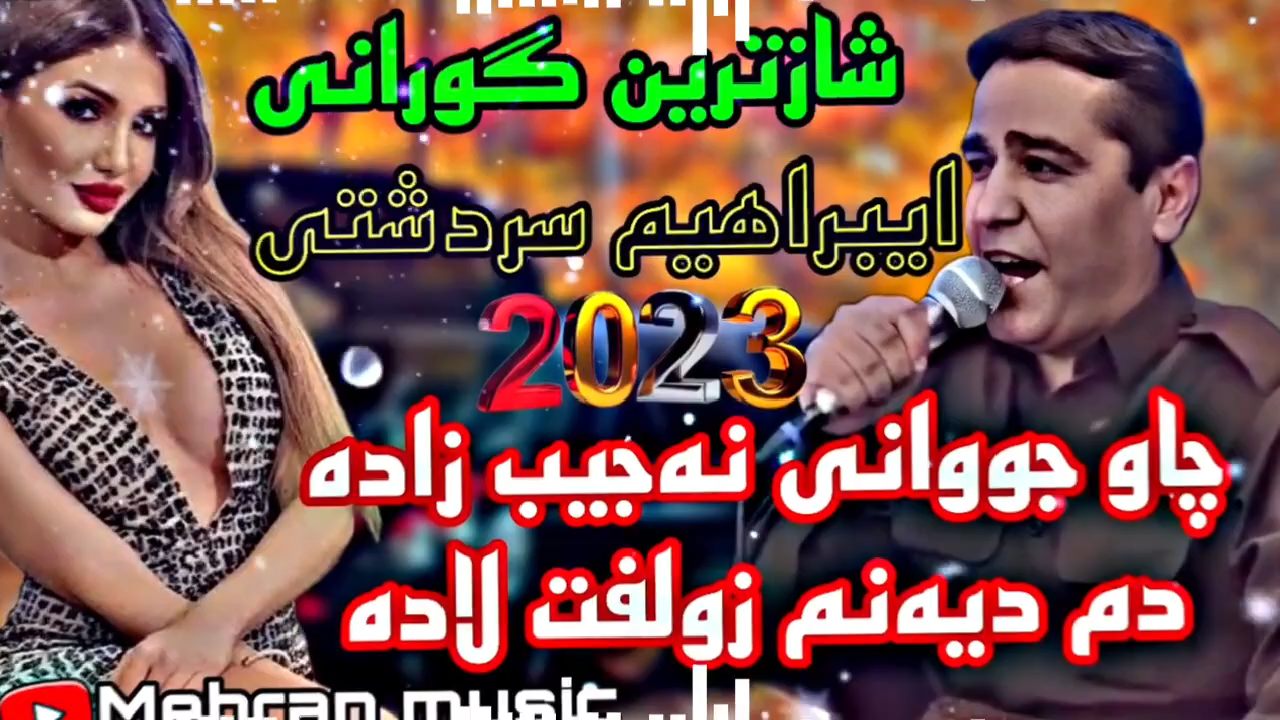 شازترین گورانی
ایبراهیم سردشتی
2023
چاو جووانی نەجیب زادە
دم دیەنم زولفت لادە
Mehran music